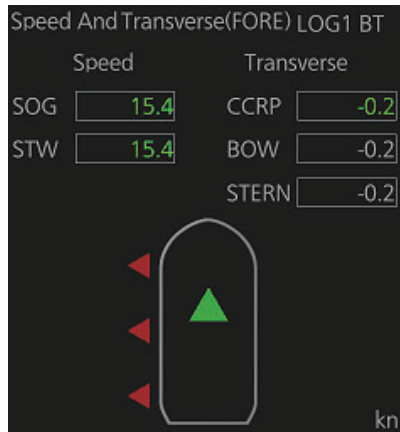 Speed And Transverse(FORE) LOG1 BT
Speed Transverse
SOG 15.4 CCRP -0.2
STW 15.4 BOW -0.2
STERN -0.2
kn